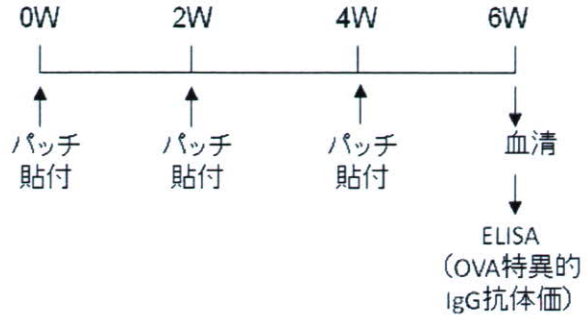 0W 2W 4W 6W
パッチ パッチ パッチ 血清
貼付 貼付 貼付
ELISA
（OVA特異的
IgG抗体価）